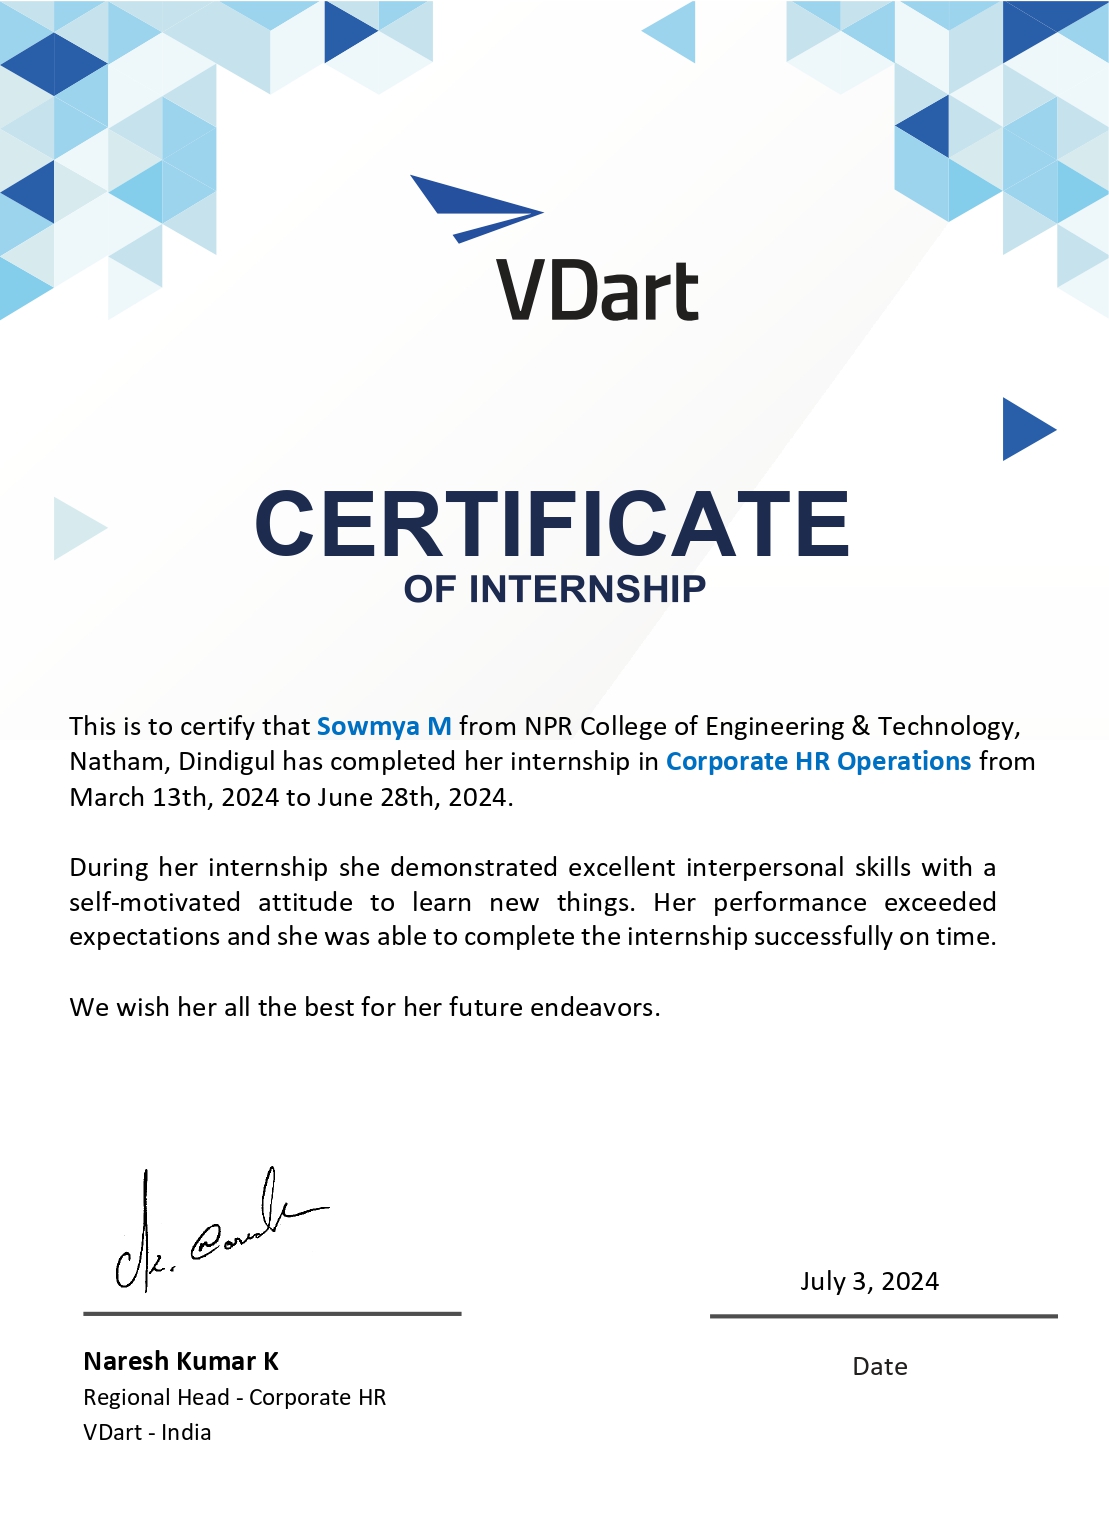 VDart
CERTIFICATE
OF INTERNSHIP
This is to certify that Sowmya M from NPR College of Engineering & Technology,
Natham, Dindigul has completed her internship in Corporate HR Operations from
March 13th, 2024 to June 28th, 2024.
During her internship she demonstrated excellent interpersonal skills with a
self-motivated attitude to learn new things. Her performance exceeded
expectations and she was able to complete the internship successfully on time.
We wish her all the best for her future endeavors.
July 3, 2024
Naresh Kumar K
Date
Regional Head - Corporate HR
VDart - India